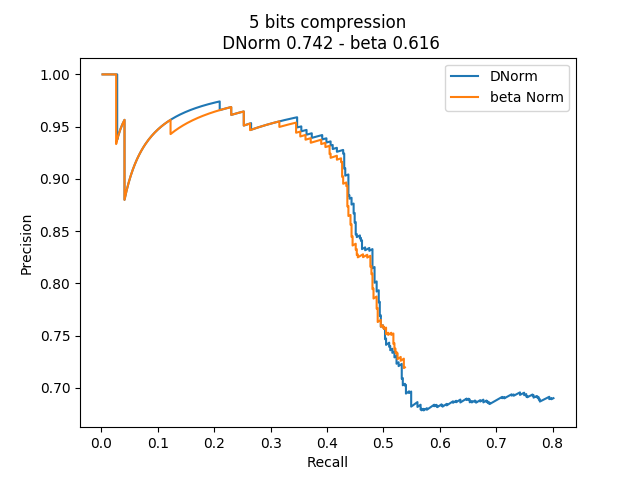 5 bits compression
DNorm 0.742 - beta 0.616
DNorm
beta Norm
1.00
0.95
0.90
0.85
0.80
0.75
0.70
Precision
0.0 0.1 0.2 0.3 0.4 0.5 0.6 0.7 0.8
Recall